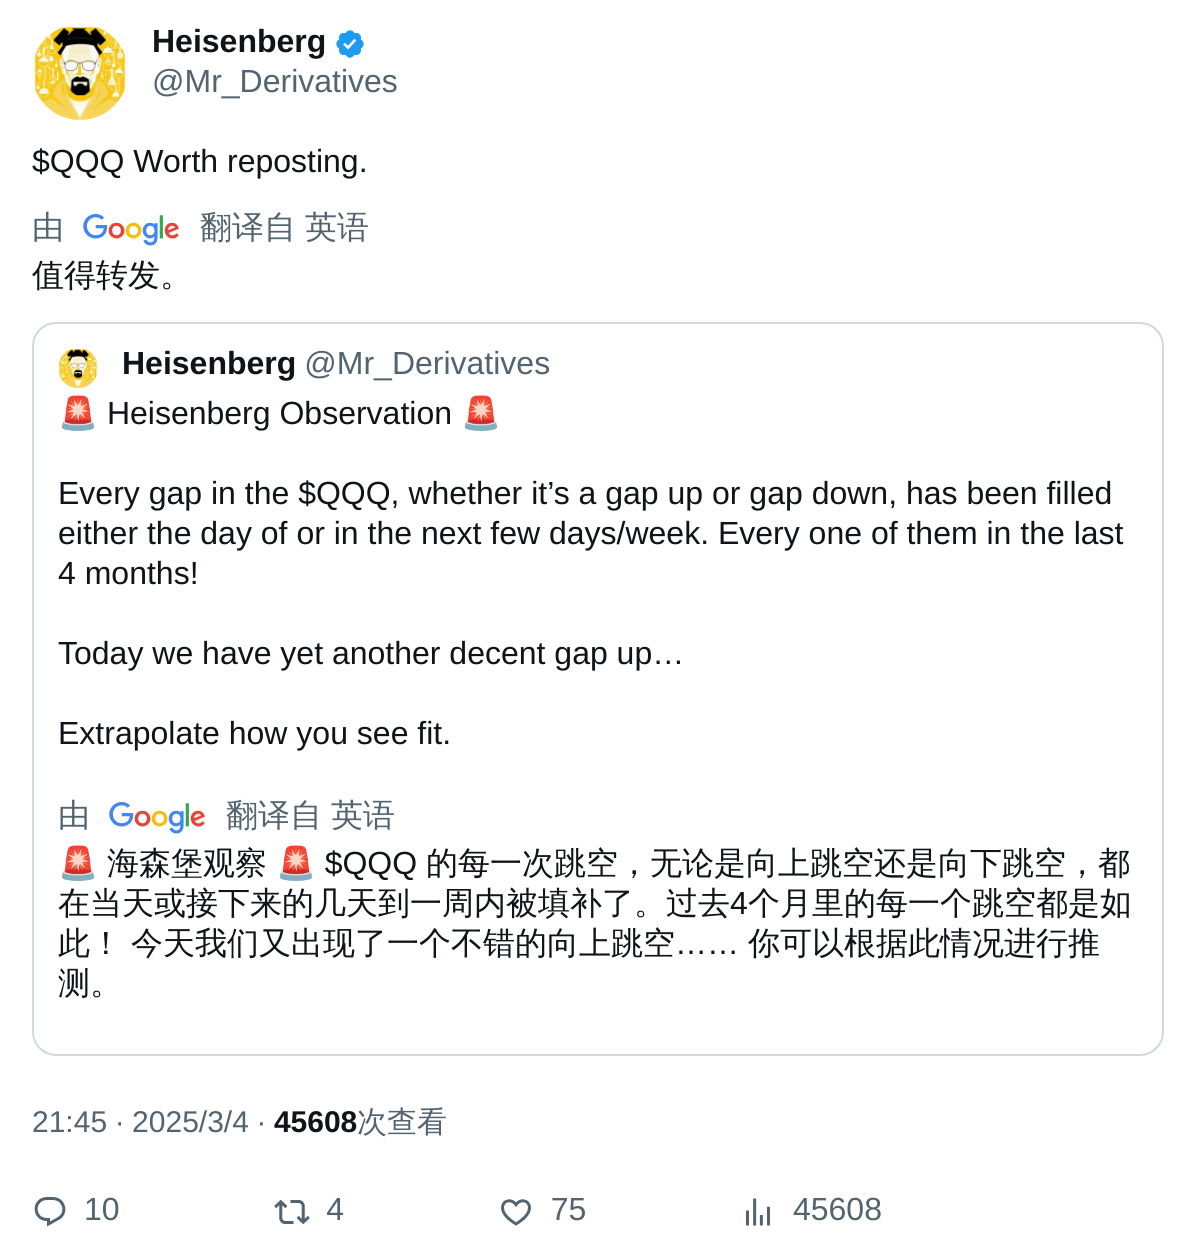 Heisenberg
@Mr_Derivatives
$QQQ Worth reposting.
由 Google 翻译自 英语
值得转发。
Heisenberg @Mr_Derivatives
🚨 Heisenberg Observation 🚨
Every gap in the $QQQ, whether it’s a gap up or gap down, has been filled
either the day of or in the next few days/week. Every one of them in the last
4 months!
Today we have yet another decent gap up…
Extrapolate how you see fit.
由 Google 翻译自 英语
🚨 海森堡观察 🚨 $QQQ 的每一次跳空，无论是向上跳空还是向下跳空，都
在当天或接下来的几天到一周内被填补了。过去4个月里的每一个跳空都是如
此！ 今天我们又出现了一个不错的向上跳空…… 你可以根据此情况进行推
测。
21:45 · 2025/3/4 · 45608次查看
10 4 75 45608